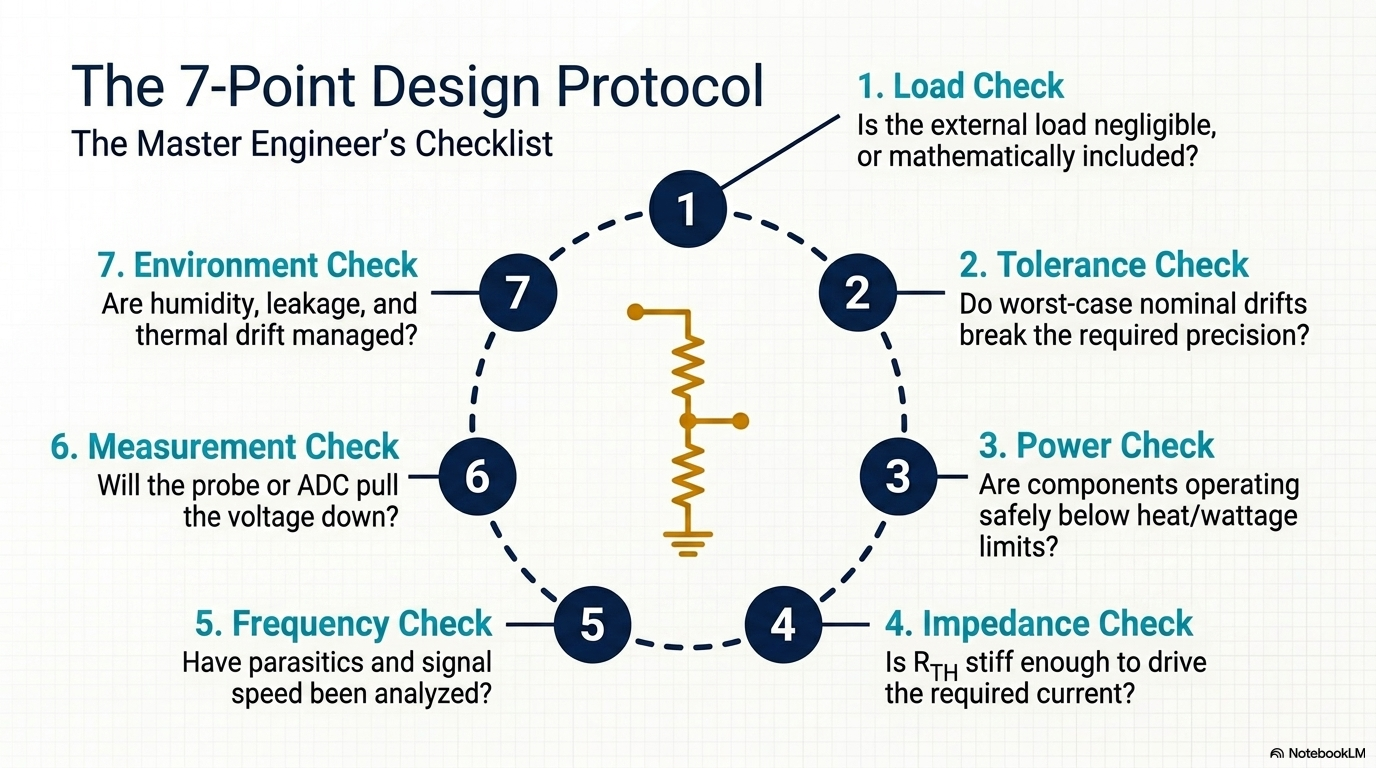 The 7-Point Design Protocol
The Master Engineer's Checklist
1. Load Check
Is the external load negligible,
or mathematically included?
2. Tolerance Check
Do worst-case nominal drifts
break the required precision?
3. Power Check
Are components operating
safely below heat/wattage
limits?
4. Impedance Check
Is RTH stiff enough to drive
the required current?
5. Frequency Check
Have parasitics and signal
speed been analyzed?
6. Measurement Check
Will the probe or ADC pull
the voltage down?
7. Environment Check
Are humidity, leakage, and
thermal drift managed?
1
2
3
4
5
6
7
NotebookLM